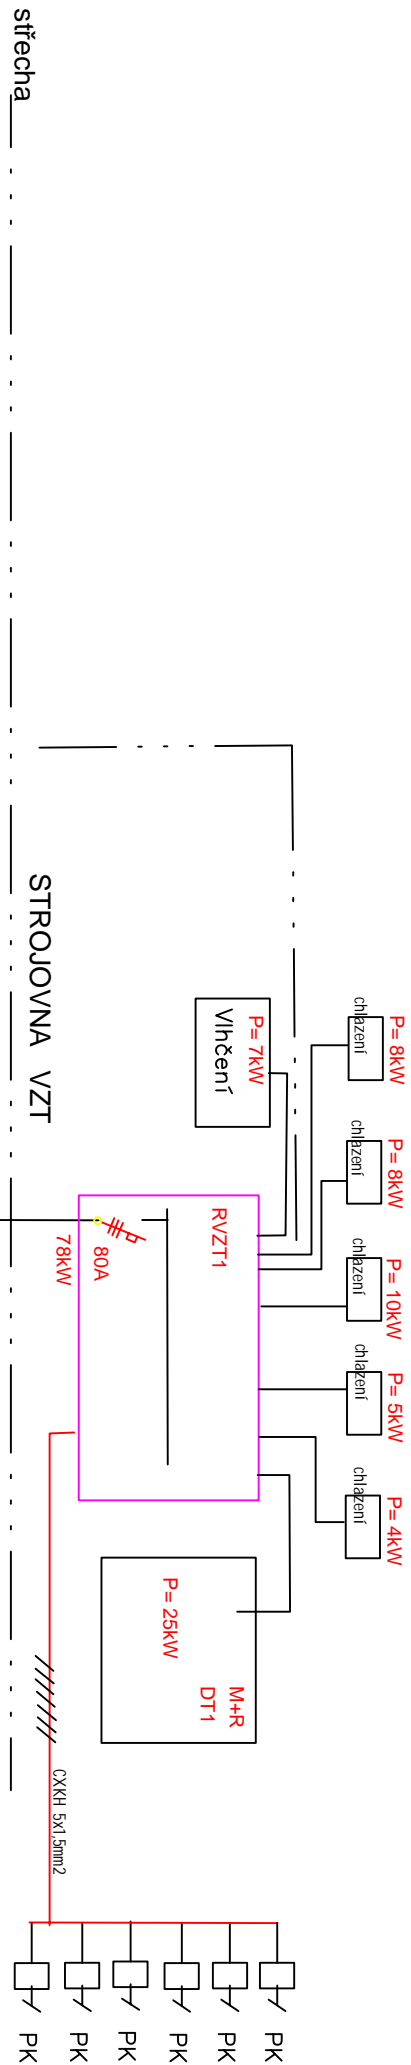 střecha
STROJOVNA VZT
P= 8kW
chlazení
P= 8kW
chlazení
P= 10kW
chlazení
P= 5kW
chlazení
P= 4kW
chlazení
P= 7kW
Vlhčení
RVZT1
80A
78kW
M+R
DT1
P= 25kW
CXKH 5x1,5mm2
PK
PK
PK
PK
PK
PK